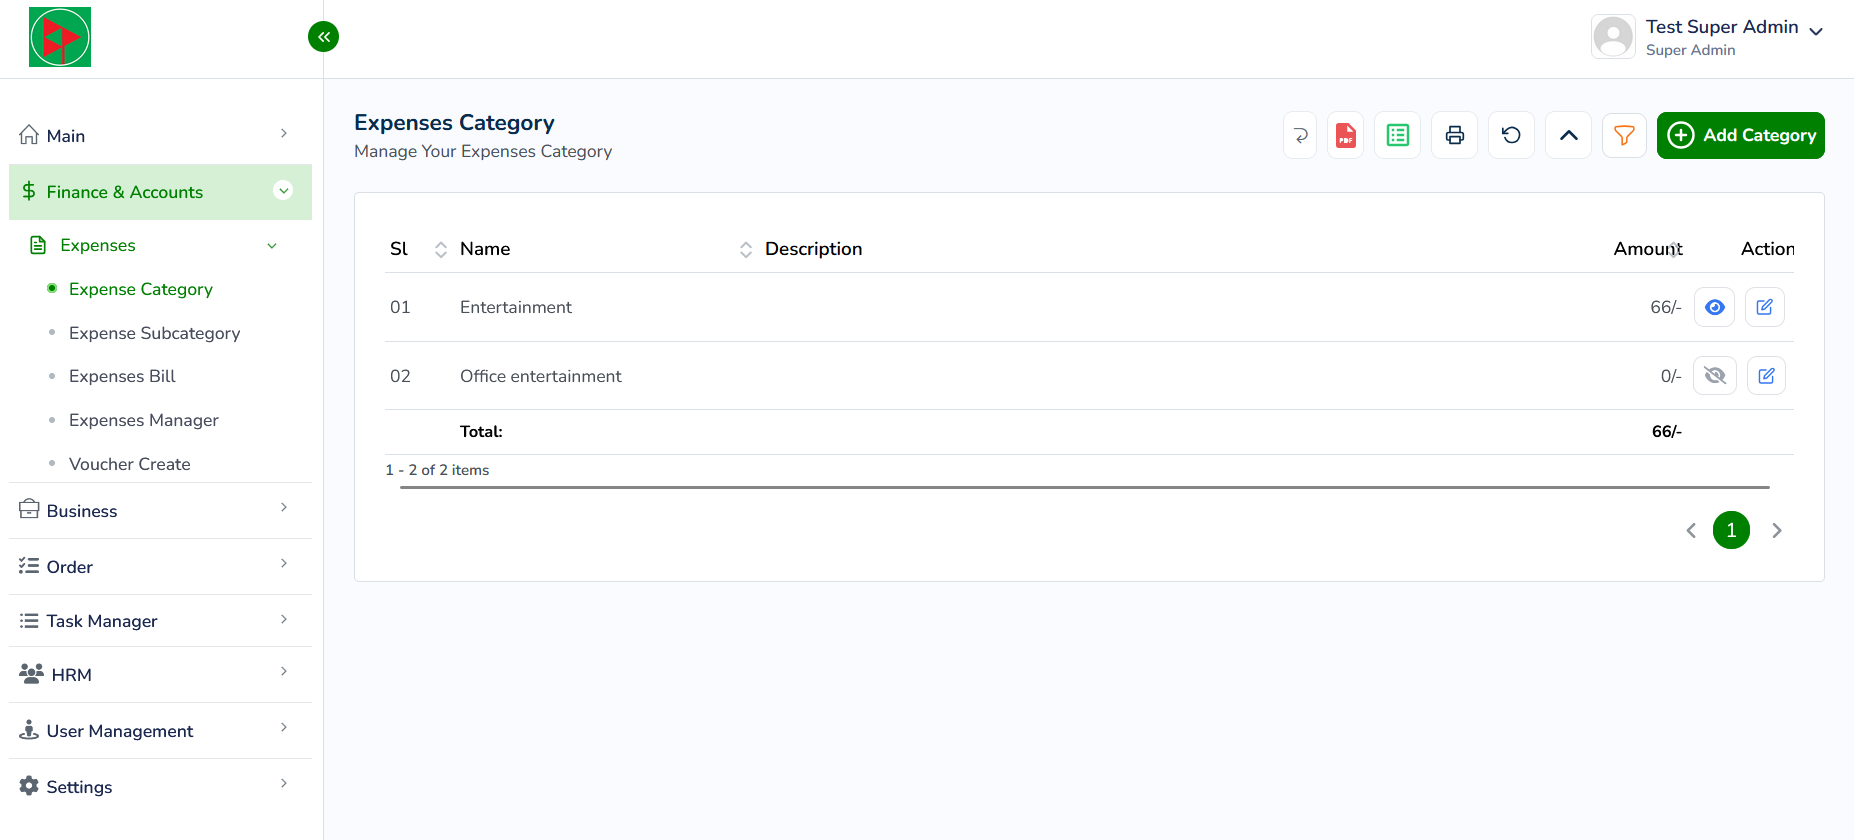 Test Super Admin
Super Admin
Main
Finance & Accounts
Expenses
Expense Category
Expense Subcategory
Expenses Bill
Expenses Manager
Voucher Create
Business
Order
Task Manager
HRM
User Management
Settings
Expenses Category
Manage Your Expenses Category
PDF
Add Category
Sl Name Description Amount Action
01 Entertainment 66/-
02 Office entertainment 0/-
Total: 66/-
1 - 2 of 2 items
1